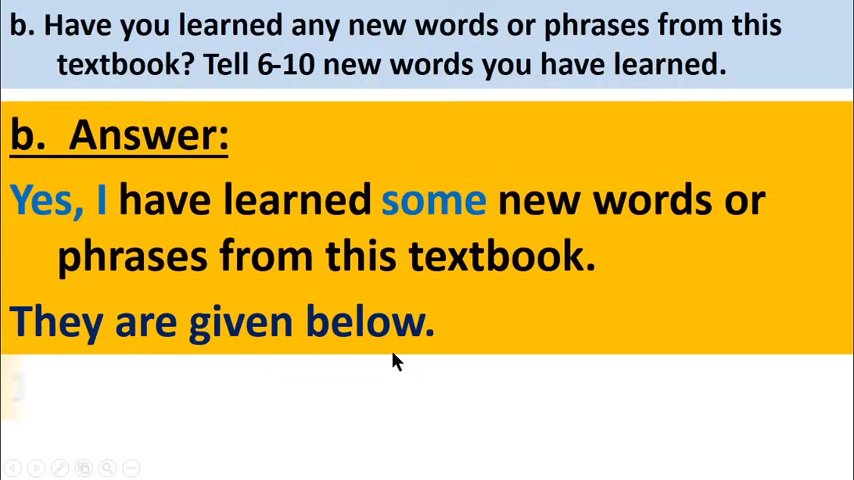 b. Have you learned any new words or phrases from this
textbook? Tell 6-10 new words you have learned.
b. Answer:
Yes, I have learned some new words or
phrases from this textbook.
They are given below.